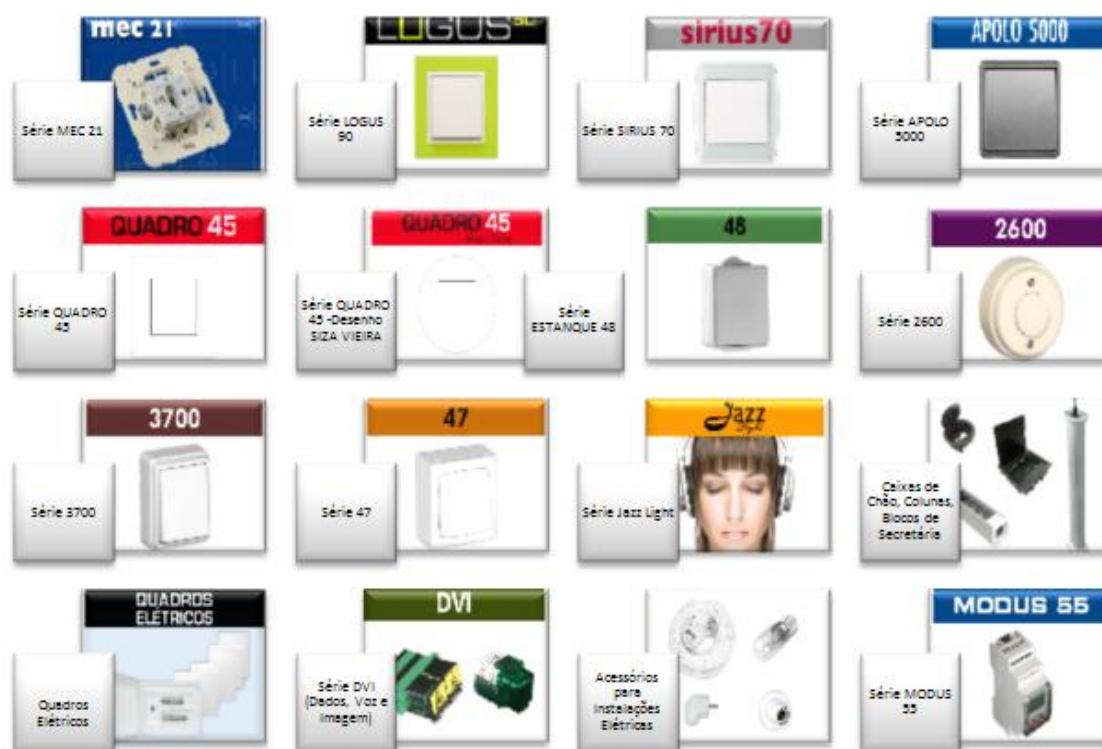 mec 21
Série MEC 21
LOGUS 90
Série LOGUS
90
sirius70
Série SIRIUS 70
APOLO 5000
Série APOLO
5000
QUADRO 45
Série QUADRO
45
QUADRO 45
Série QUADRO
45 -Desenho
SIZA VIEIRA
48
Série
ESTANQUE 48
2600
Série 2600
3700
Série 3700
47
Série 47
Jazz
Light
Série Jazz Light
Caixas de
Chão, Colunas,
Blocos de
Secretária
QUADROS
ELÉTRICOS
Quadros
Elétricos
DVI
Série DVI
(Dados, Voz e
Imagem)
Acessórios
para
Instalações
Elétricas
MODUS 55
Série MODUS
55